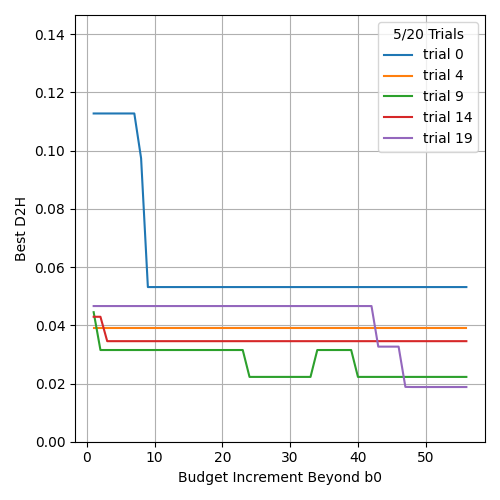 5/20 Trials
trial 0
trial 4
trial 9
trial 14
trial 19
0.14
0.12
0.10
0.08
0.06
0.04
0.02
0.00
Best D2H
0 10 20 30 40 50
Budget Increment Beyond b0